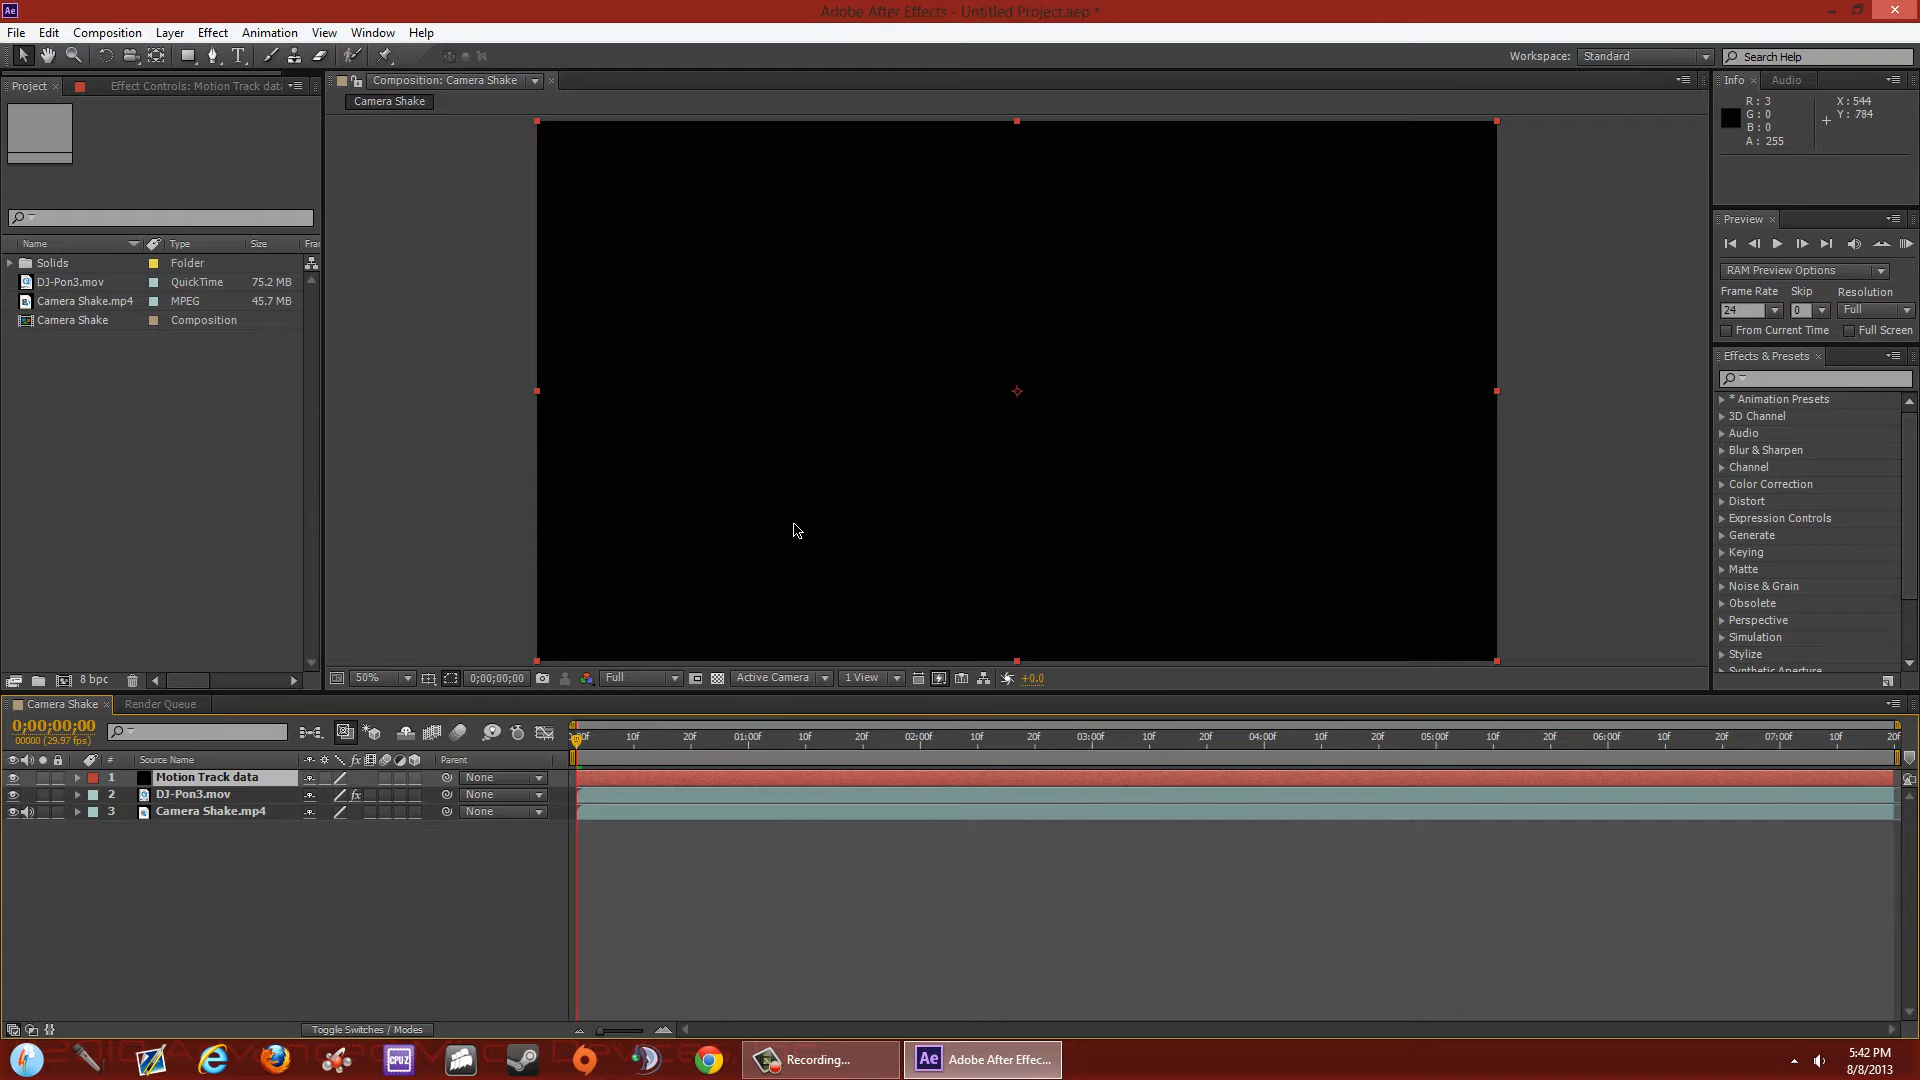 Adobe After Effects - Untitled Project.aep *
File Edit Composition Layer Effect Animation View Window Help
Workspace: Standard Search Help
Project Effect Controls: Motion Track dat
Composition: Camera Shake
Camera Shake
Info Audio
R : 3
G : 0
B : 0
A : 255
X : 544
Y : 784
Name Type Size Fra
Solids Folder
DJ-Pon3.mov QuickTime 75.2 MB
Camera Shake.mp4 MPEG 45.7 MB
Camera Shake Composition
Preview
RAM Preview Options
Frame Rate Skip Resolution
24 0 Full
From Current Time Full Screen
Effects & Presets
* Animation Presets
3D Channel
Audio
Blur & Sharpen
Channel
Color Correction
Distort
Expression Controls
Generate
Keying
Matte
Noise & Grain
Obsolete
Perspective
Simulation
Stylize
Synthetic Aperture
8 bpc
50% 0;00;00;00 Full Active Camera 1 View +0.0
Camera Shake Render Queue
0;00;00;00
00000 (29.97 fps)
10f 20f 01:00f 10f 20f 02:00f 10f 20f 03:00f 10f 20f 04:00f 10f 20f 05:00f 10f 20f 06:00f 10f 20f 07:00f 10f 20f
# Source Name fx Parent
1 Motion Track data None
2 DJ-Pon3.mov fx None
3 Camera Shake.mp4 None
Toggle Switches / Modes
CPUZ
Recording...
Ae Adobe After Effec...
5:42 PM
8/8/2013